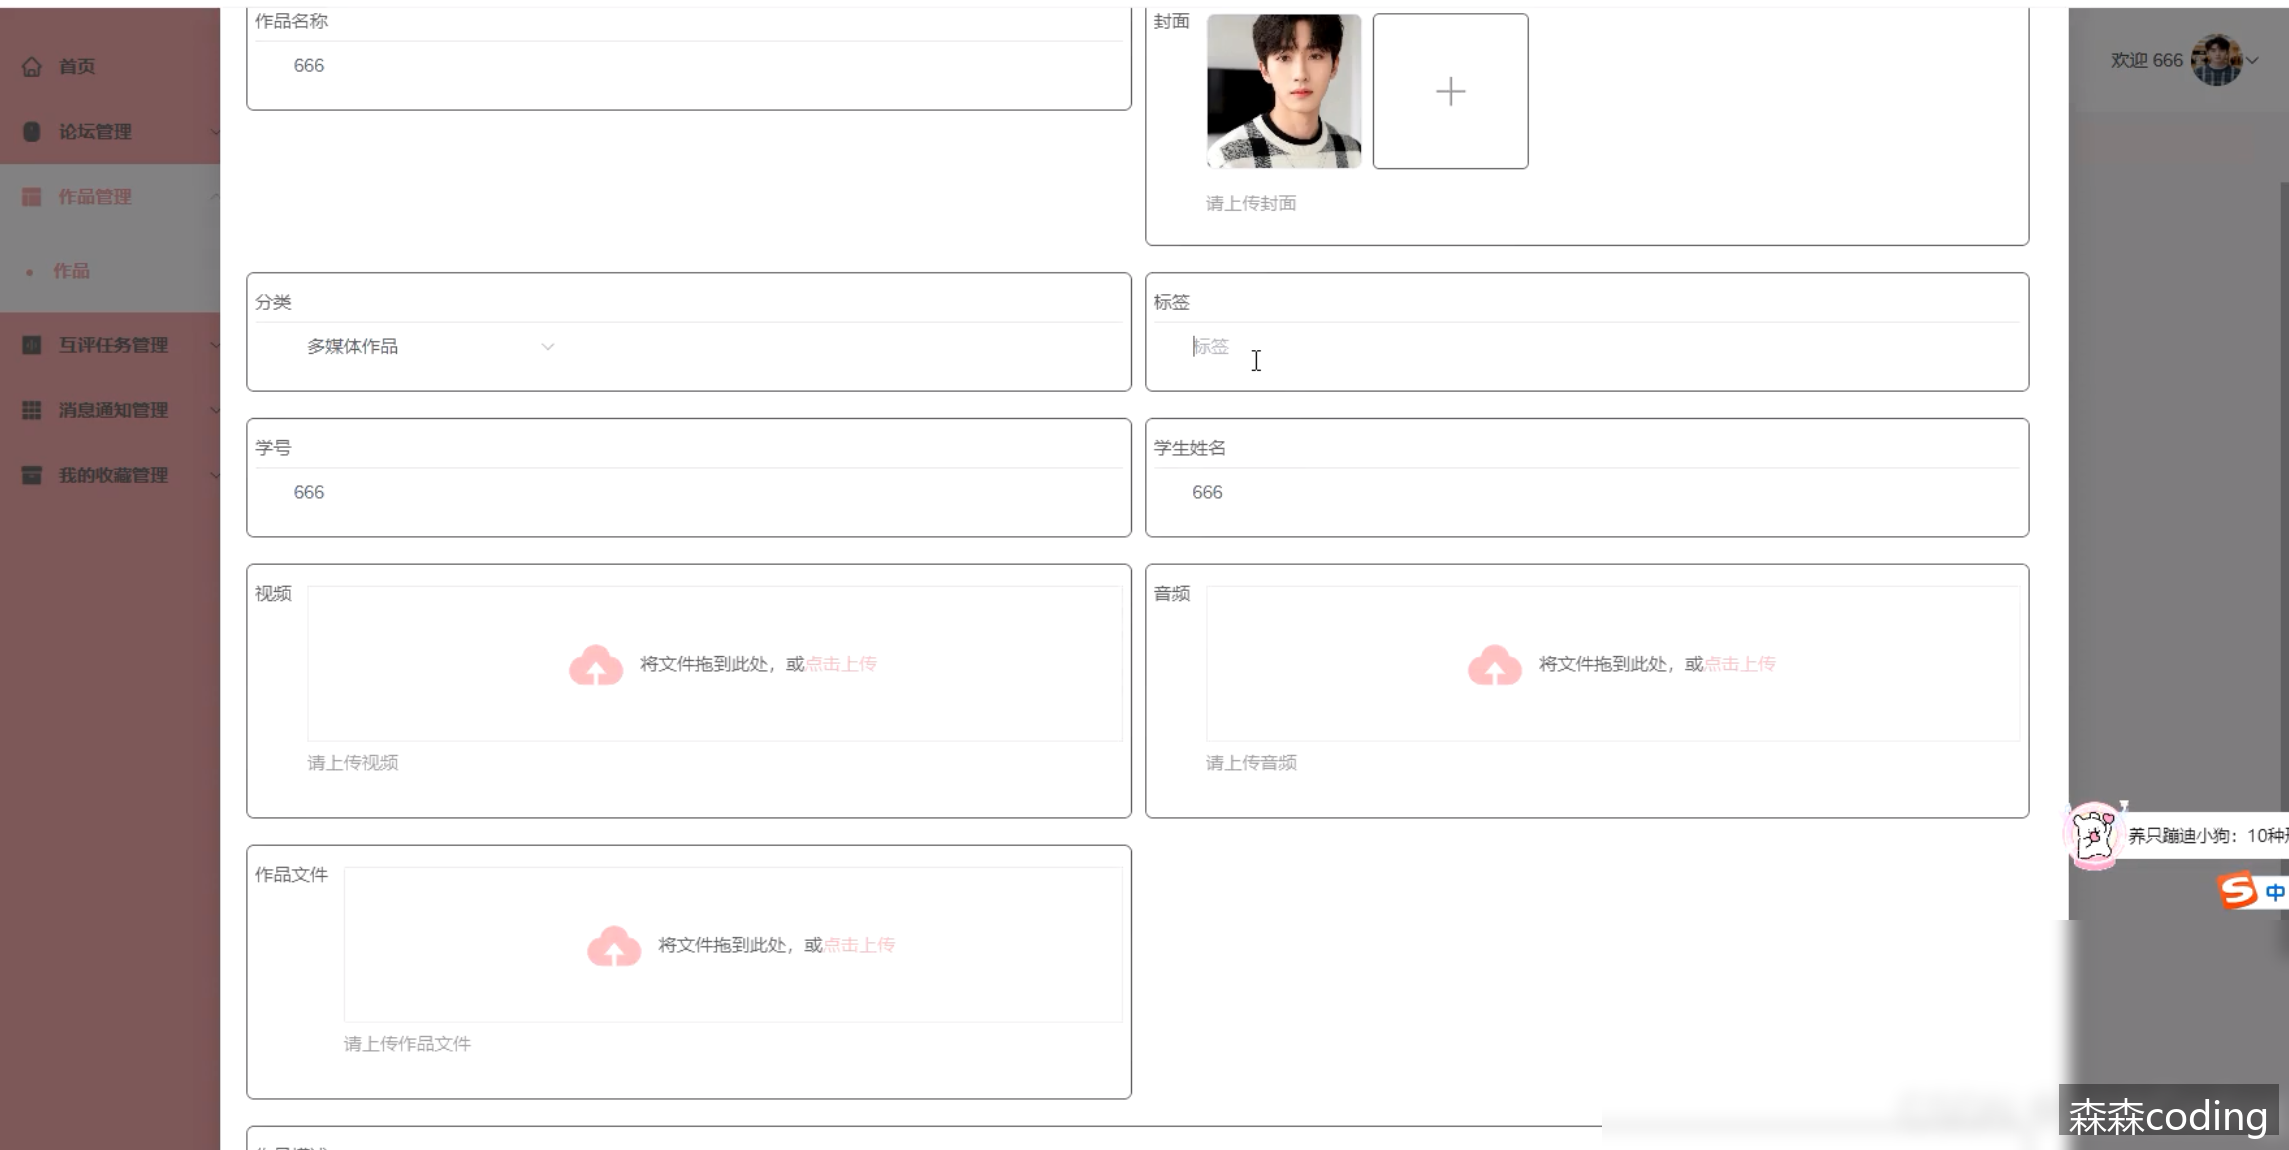 作品名称
666
封面
请上传封面
欢迎 666
首页
论坛管理
作品管理
作品
互评任务管理
消息通知管理
我的收藏管理
分类
多媒体作品
标签
标签
学号
666
学生姓名
666
视频
将文件拖到此处，或点击上传
请上传视频
音频
将文件拖到此处，或点击上传
请上传音频
作品文件
将文件拖到此处，或点击上传
请上传作品文件
养只蹦迪小狗：10种
中
森森coding